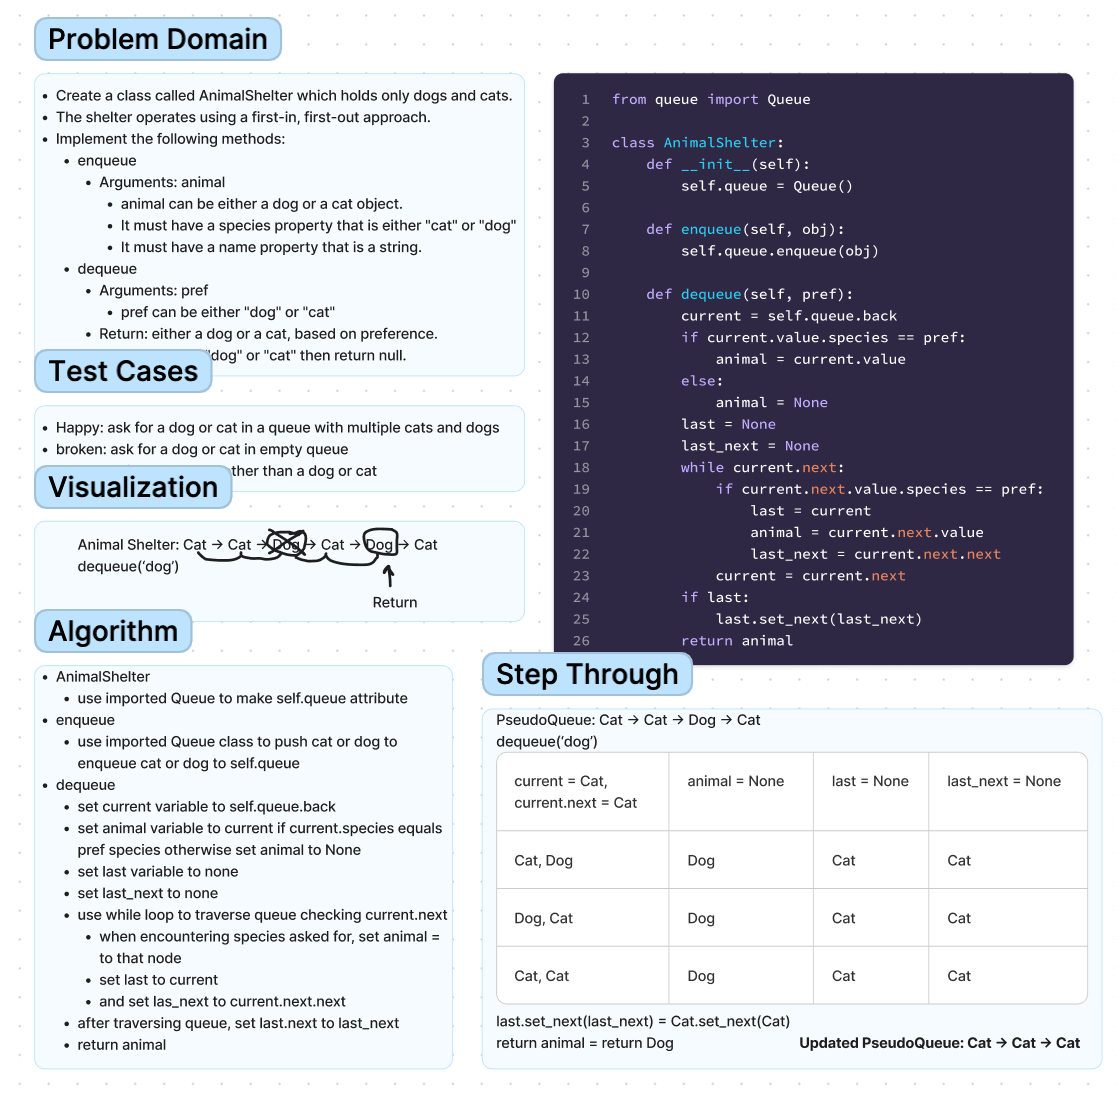 Problem Domain
Create a class called AnimalShelter which holds only dogs and cats.
The shelter operates using a first-in, first-out approach.
Implement the following methods:
enqueue
Arguments: animal
animal can be either a dog or a cat object.
It must have a species property that is either "cat" or "dog"
It must have a name property that is a string.
dequeue
Arguments: pref
pref can be either "dog" or "cat"
Return: either a dog or a cat, based on preference.
"dog" or "cat" then return null.
Test Cases
Happy: ask for a dog or cat in a queue with multiple cats and dogs
broken: ask for a dog or cat in empty queue
than a dog or cat
Visualization
Animal Shelter: Cat → Cat → Dog → Cat → Dog → Cat
dequeue(‘dog’)
Return
Algorithm
AnimalShelter
use imported Queue to make self.queue attribute
enqueue
use imported Queue class to push cat or dog to
enqueue cat or dog to self.queue
dequeue
set current variable to self.queue.back
set animal variable to current if current.species equals
pref species otherwise set animal to None
set last variable to none
set last_next to none
use while loop to traverse queue checking current.next
when encountering species asked for, set animal =
to that node
set last to current
and set las_next to current.next.next
after traversing queue, set last.next to last_next
return animal
1 from queue import Queue
2
3 class AnimalShelter:
4 def __init__(self):
5 self.queue = Queue()
6
7 def enqueue(self, obj):
8 self.queue.enqueue(obj)
9
10 def dequeue(self, pref):
11 current = self.queue.back
12 if current.value.species == pref:
13 animal = current.value
14 else:
15 animal = None
16 last = None
17 last_next = None
18 while current.next:
19 if current.next.value.species == pref:
20 last = current
21 animal = current.next.value
22 last_next = current.next.next
23 current = current.next
24 if last:
25 last.set_next(last_next)
26 return animal
Step Through
PseudoQueue: Cat → Cat → Dog → Cat
dequeue(‘dog’)
current = Cat,
current.next = Cat
animal = None
last = None
last_next = None
Cat, Dog
Dog
Cat
Cat
Dog, Cat
Dog
Cat
Cat
Cat, Cat
Dog
Cat
Cat
last.set_next(last_next) = Cat.set_next(Cat)
return animal = return Dog
Updated PseudoQueue: Cat → Cat → Cat